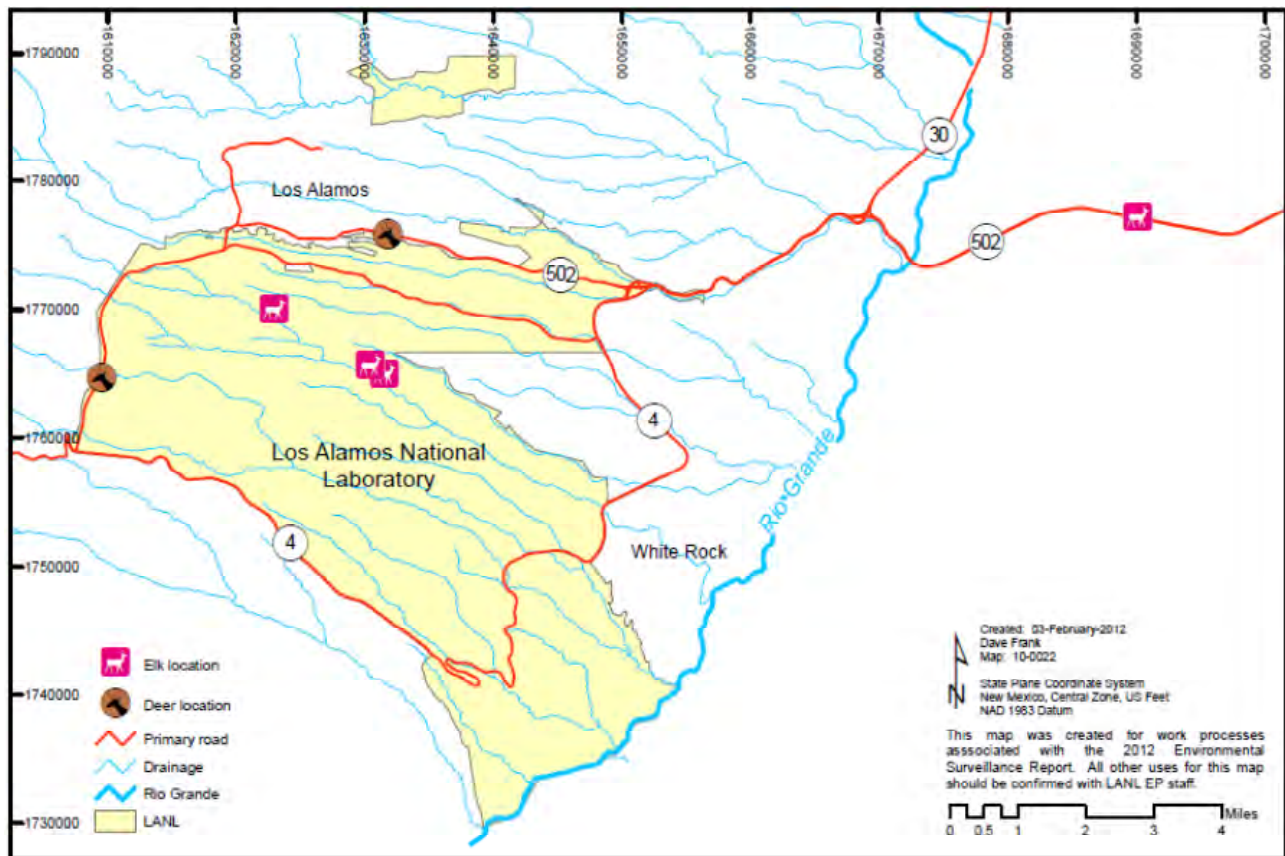 1610000
1620000
1630000
1640000
1650000
1660000
1670000
1680000
1690000
1700000
1790000
1780000
1770000
1760000
1750000
1740000
1730000
30
Los Alamos
502
502
4
Los Alamos National
Laboratory
Rio Grande
4
White Rock
Elk location
Deer location
Primary road
Drainage
Rio Grande
LANL
Created: 03-February-2012
Dave Frank
Map: 10-0022
N
State Plane Coordinate System
New Mexico, Central Zone, US Feet
NAD 1983 Datum
This map was created for work processes
asssociated with the 2012 Environmental
Surveillance Report. All other uses for this map
should be confirmed with LANL EP staff.
Miles
0 0.5 1 2 3 4